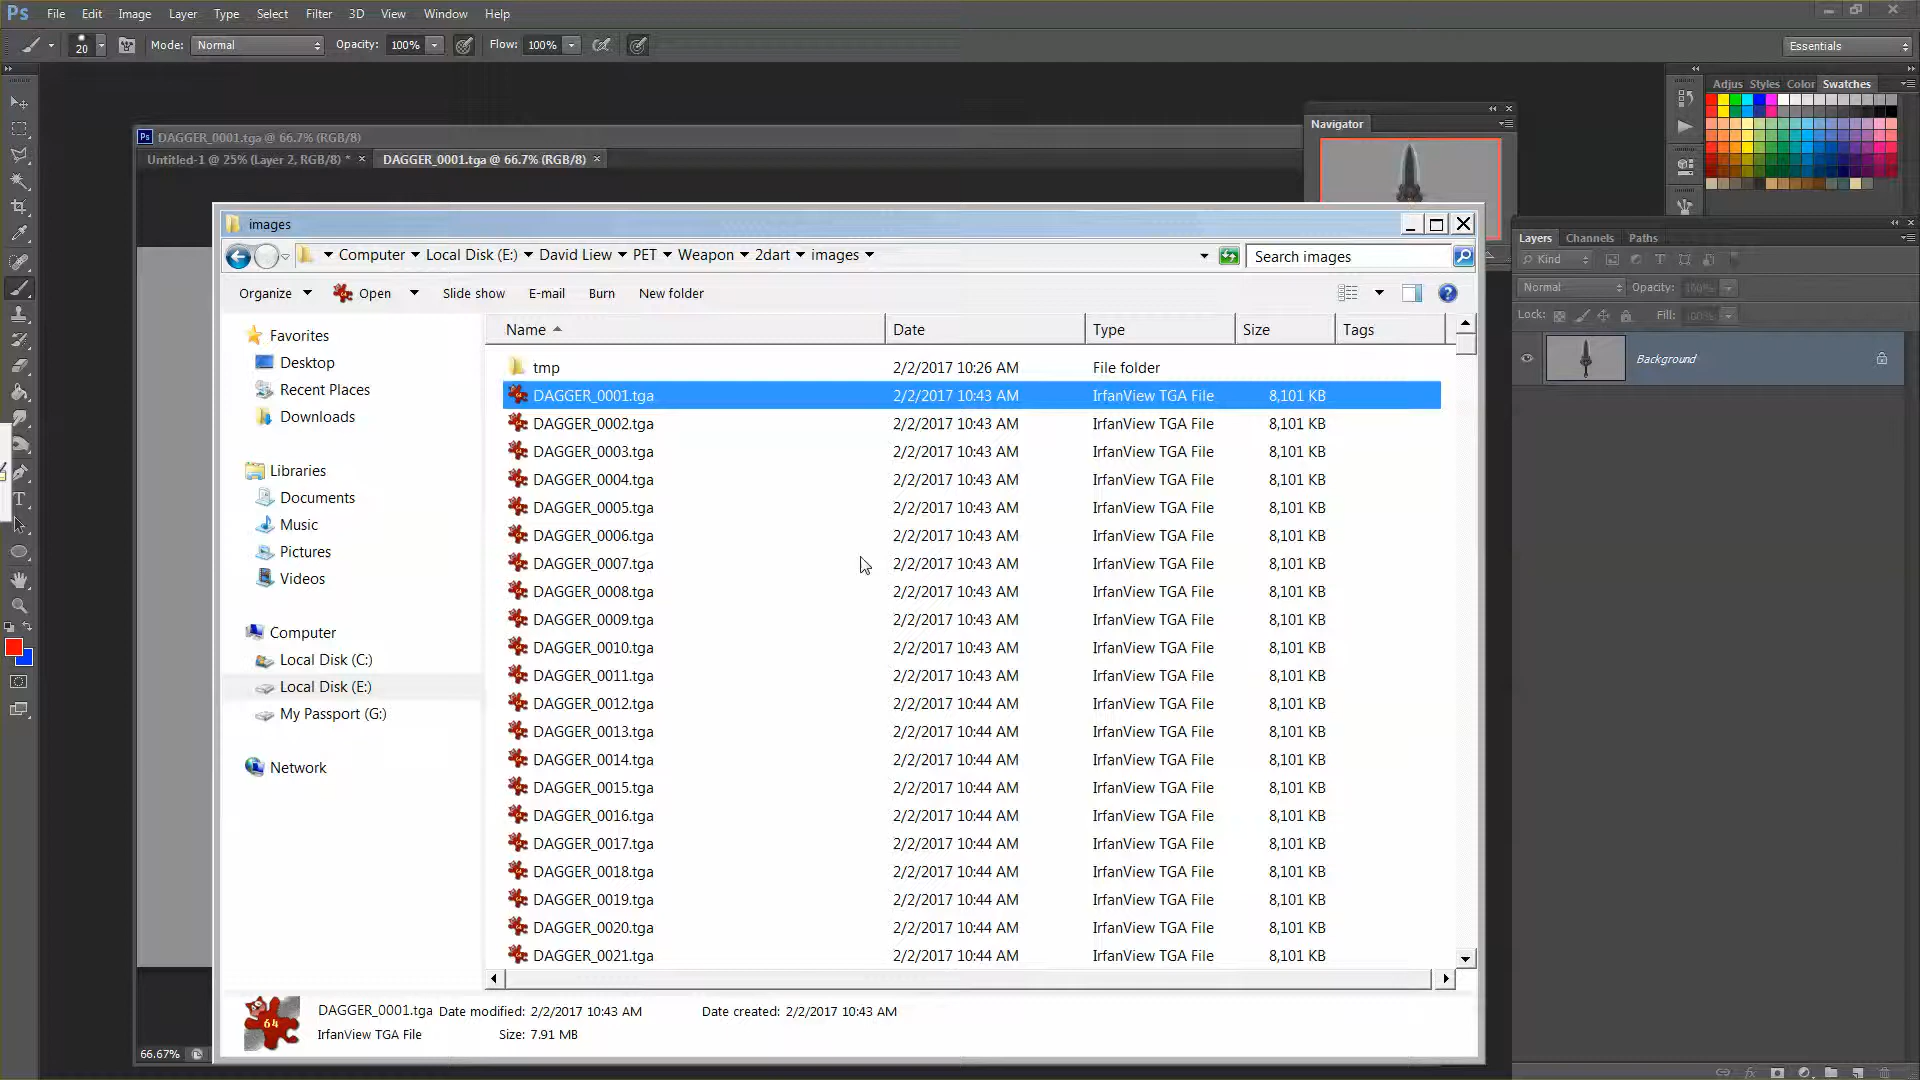 Ps File Edit Image Layer Type Select Filter 3D View Window Help
20 Mode: Normal Opacity: 100% Flow: 100% Essentials
Adjus Styles Color Swatches
Navigator
Ps DAGGER_0001.tga @ 66.7% (RGB/8)
Untitled-1 @ 25% (Layer 2, RGB/8) * × DAGGER_0001.tga @ 66.7% (RGB/8) ×
images
Computer Local Disk (E:) David Liew PET Weapon 2dart images Search images
Organize Open Slide show E-mail Burn New folder
Name Date Type Size Tags
Favorites
Desktop
Recent Places
Downloads
Libraries
Documents
Music
Pictures
Videos
Computer
Local Disk (C:)
Local Disk (E:)
My Passport (G:)
Network
tmp 2/2/2017 10:26 AM File folder
DAGGER_0001.tga 2/2/2017 10:43 AM IrfanView TGA File 8,101 KB
DAGGER_0002.tga 2/2/2017 10:43 AM IrfanView TGA File 8,101 KB
DAGGER_0003.tga 2/2/2017 10:43 AM IrfanView TGA File 8,101 KB
DAGGER_0004.tga 2/2/2017 10:43 AM IrfanView TGA File 8,101 KB
DAGGER_0005.tga 2/2/2017 10:43 AM IrfanView TGA File 8,101 KB
DAGGER_0006.tga 2/2/2017 10:43 AM IrfanView TGA File 8,101 KB
DAGGER_0007.tga 2/2/2017 10:43 AM IrfanView TGA File 8,101 KB
DAGGER_0008.tga 2/2/2017 10:43 AM IrfanView TGA File 8,101 KB
DAGGER_0009.tga 2/2/2017 10:43 AM IrfanView TGA File 8,101 KB
DAGGER_0010.tga 2/2/2017 10:43 AM IrfanView TGA File 8,101 KB
DAGGER_0011.tga 2/2/2017 10:43 AM IrfanView TGA File 8,101 KB
DAGGER_0012.tga 2/2/2017 10:44 AM IrfanView TGA File 8,101 KB
DAGGER_0013.tga 2/2/2017 10:44 AM IrfanView TGA File 8,101 KB
DAGGER_0014.tga 2/2/2017 10:44 AM IrfanView TGA File 8,101 KB
DAGGER_0015.tga 2/2/2017 10:44 AM IrfanView TGA File 8,101 KB
DAGGER_0016.tga 2/2/2017 10:44 AM IrfanView TGA File 8,101 KB
DAGGER_0017.tga 2/2/2017 10:44 AM IrfanView TGA File 8,101 KB
DAGGER_0018.tga 2/2/2017 10:44 AM IrfanView TGA File 8,101 KB
DAGGER_0019.tga 2/2/2017 10:44 AM IrfanView TGA File 8,101 KB
DAGGER_0020.tga 2/2/2017 10:44 AM IrfanView TGA File 8,101 KB
DAGGER_0021.tga 2/2/2017 10:44 AM IrfanView TGA File 8,101 KB
64 DAGGER_0001.tga Date modified: 2/2/2017 10:43 AM Date created: 2/2/2017 10:43 AM
IrfanView TGA File Size: 7.91 MB
66.67%
Layers Channels Paths
Kind
Normal Opacity: 100%
Lock: Fill: 100%
Background